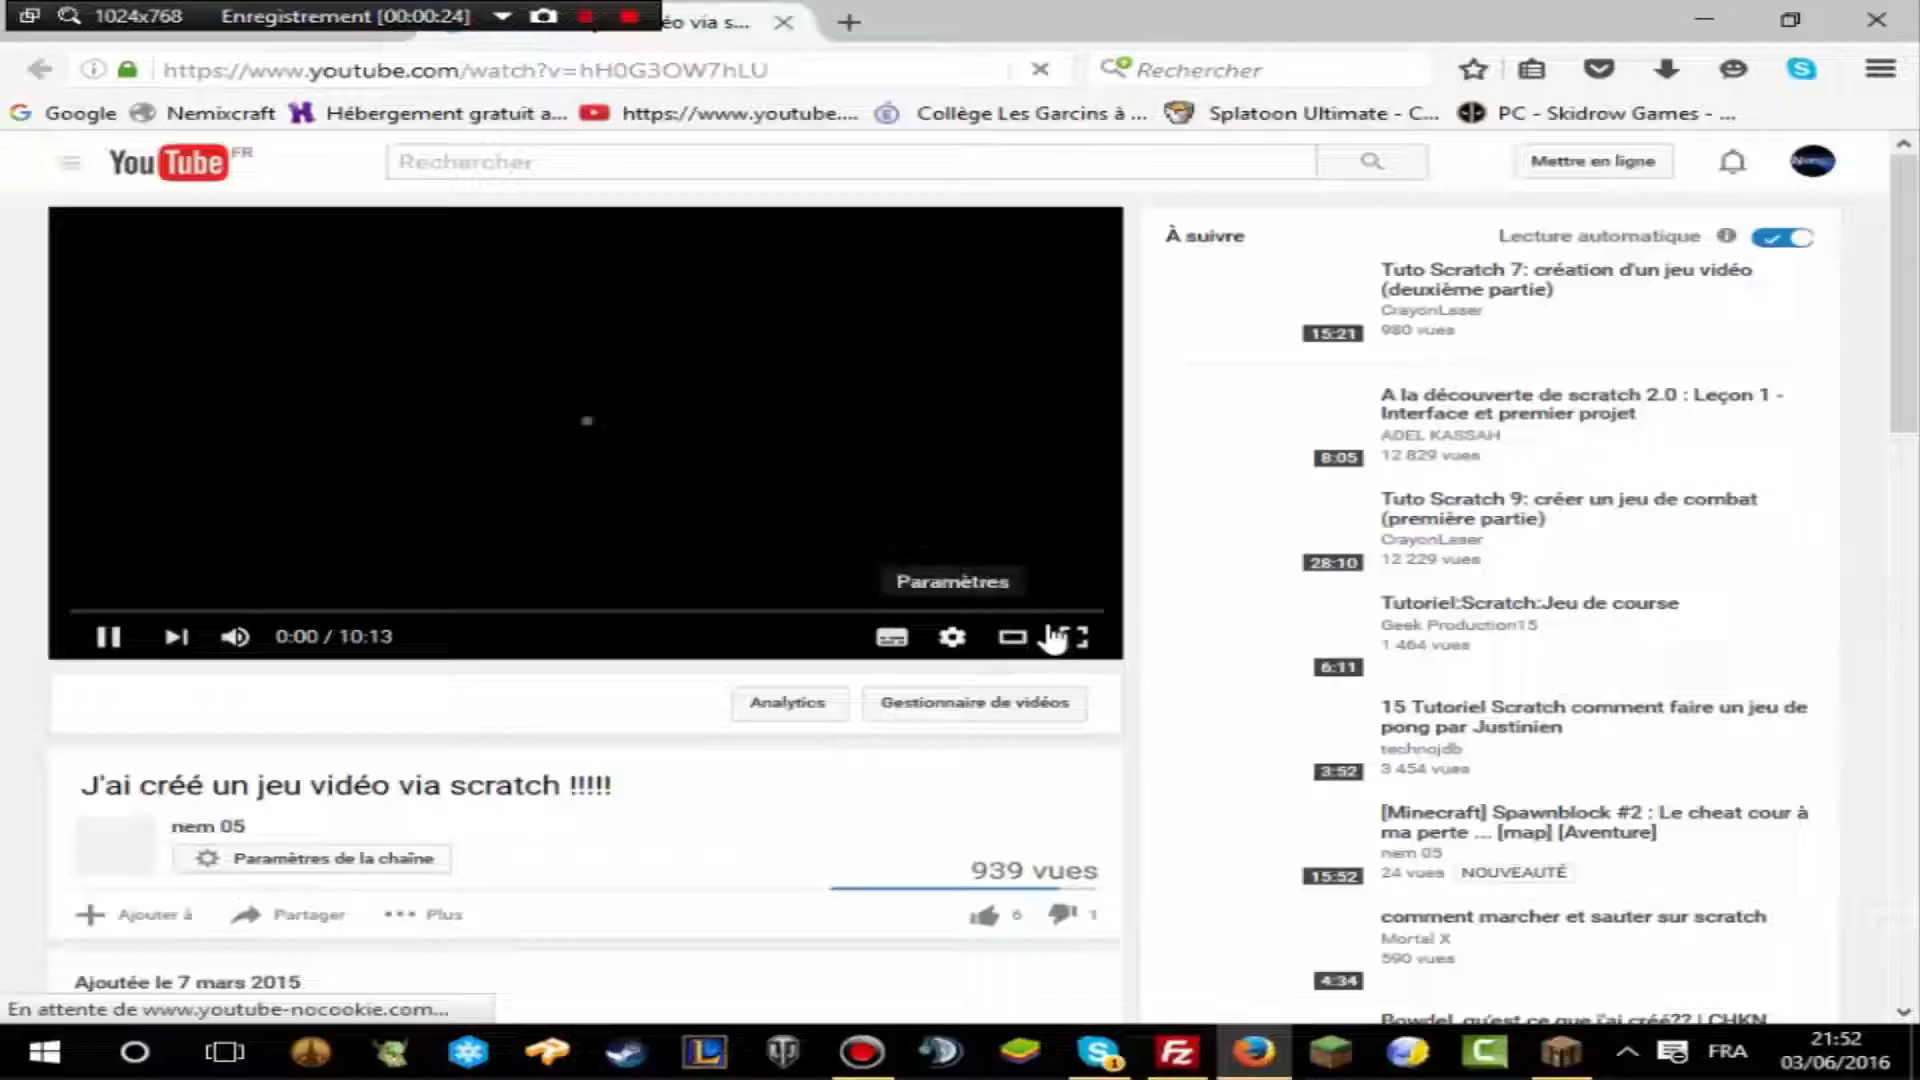 1024x768 Enregistrement [00:00:24]
éo via s...
https://www.youtube.com/watch?v=hH0G3OW7hLU
Rechercher
Google Nemixcraft Hébergement gratuit a... https://www.youtube.... Collège Les Garcins à ... Splatoon Ultimate - C... PC - Skidrow Games - ...
YouTube FR
Rechercher
Mettre en ligne
Paramètres
0:00 / 10:13
Analytics
Gestionnaire de vidéos
J'ai créé un jeu vidéo via scratch !!!!!
nem 05
Paramètres de la chaîne
939 vues
Ajouter à Partager Plus
6 1
Ajoutée le 7 mars 2015
En attente de www.youtube-nocookie.com...
À suivre
Lecture automatique
Tuto Scratch 7: création d'un jeu vidéo
(deuxième partie)
CrayonLaser
980 vues
15:21
A la découverte de scratch 2.0 : Leçon 1 -
Interface et premier projet
ADEL KASSAH
12 829 vues
8:05
Tuto Scratch 9: créer un jeu de combat
(première partie)
CrayonLaser
12 229 vues
28:10
Tutoriel:Scratch:Jeu de course
Geek Production15
1 464 vues
6:11
15 Tutoriel Scratch comment faire un jeu de
pong par Justinien
technojdb
3 454 vues
3:52
[Minecraft] Spawnblock #2 : Le cheat cour à
ma perte ... [map] [Aventure]
nem 05
24 vues NOUVEAUTÉ
15:52
comment marcher et sauter sur scratch
Mortal X
590 vues
4:34
Bowdel, qu'est ce que j'ai créé?? | CHKN
FRA
21:52
03/06/2016